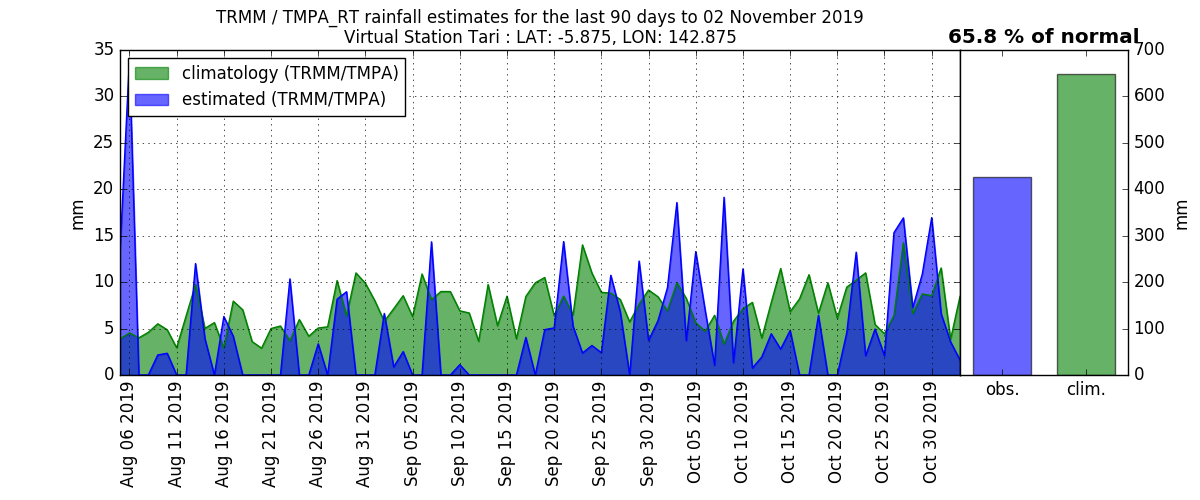 TRMM / TMPA_RT rainfall estimates for the last 90 days to 02 November 2019
Virtual Station Tari : LAT: -5.875, LON: 142.875
65.8 % of normal
climatology (TRMM/TMPA)
estimated (TRMM/TMPA)
35
30
25
20
15
10
5
0
mm
Aug 06 2019
Aug 11 2019
Aug 16 2019
Aug 21 2019
Aug 26 2019
Aug 31 2019
Sep 05 2019
Sep 10 2019
Sep 15 2019
Sep 20 2019
Sep 25 2019
Sep 30 2019
Oct 05 2019
Oct 10 2019
Oct 15 2019
Oct 20 2019
Oct 25 2019
Oct 30 2019
obs.
clim.
700
600
500
400
300
200
100
0
mm